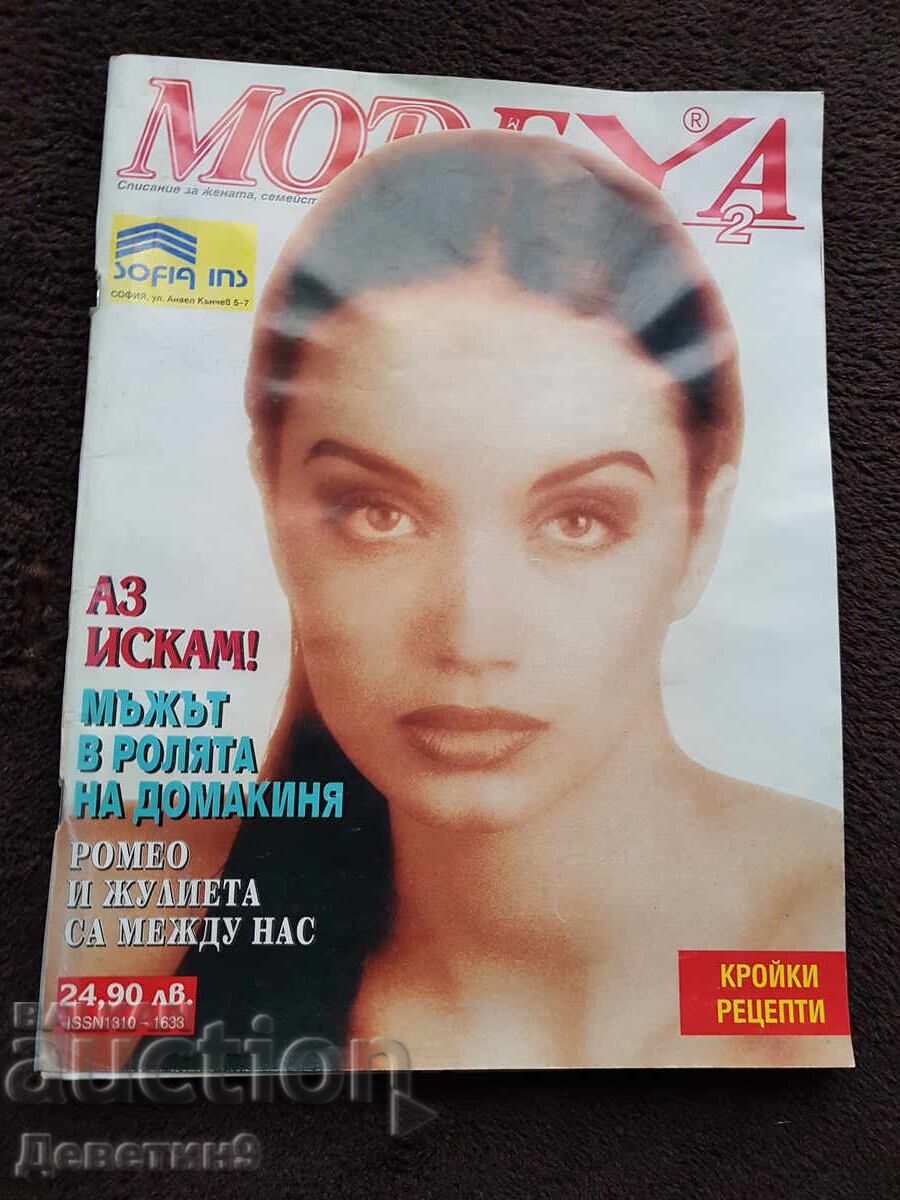 MODEYA®
Списание за жената, семейст
2
SOFIA INS
СОФИЯ, ул. Ангел Кънчев 5-7
АЗ
ИСКАМ!
МЪЖЪТ
В РОЛЯТА
НА ДОМАКИНЯ
РОМЕО
И ЖУЛИЕТА
СА МЕЖДУ НАС
24,90 лв.
ISSN1310 – 1633
КРОЙКИ
РЕЦЕПТИ
auction
Деветин9